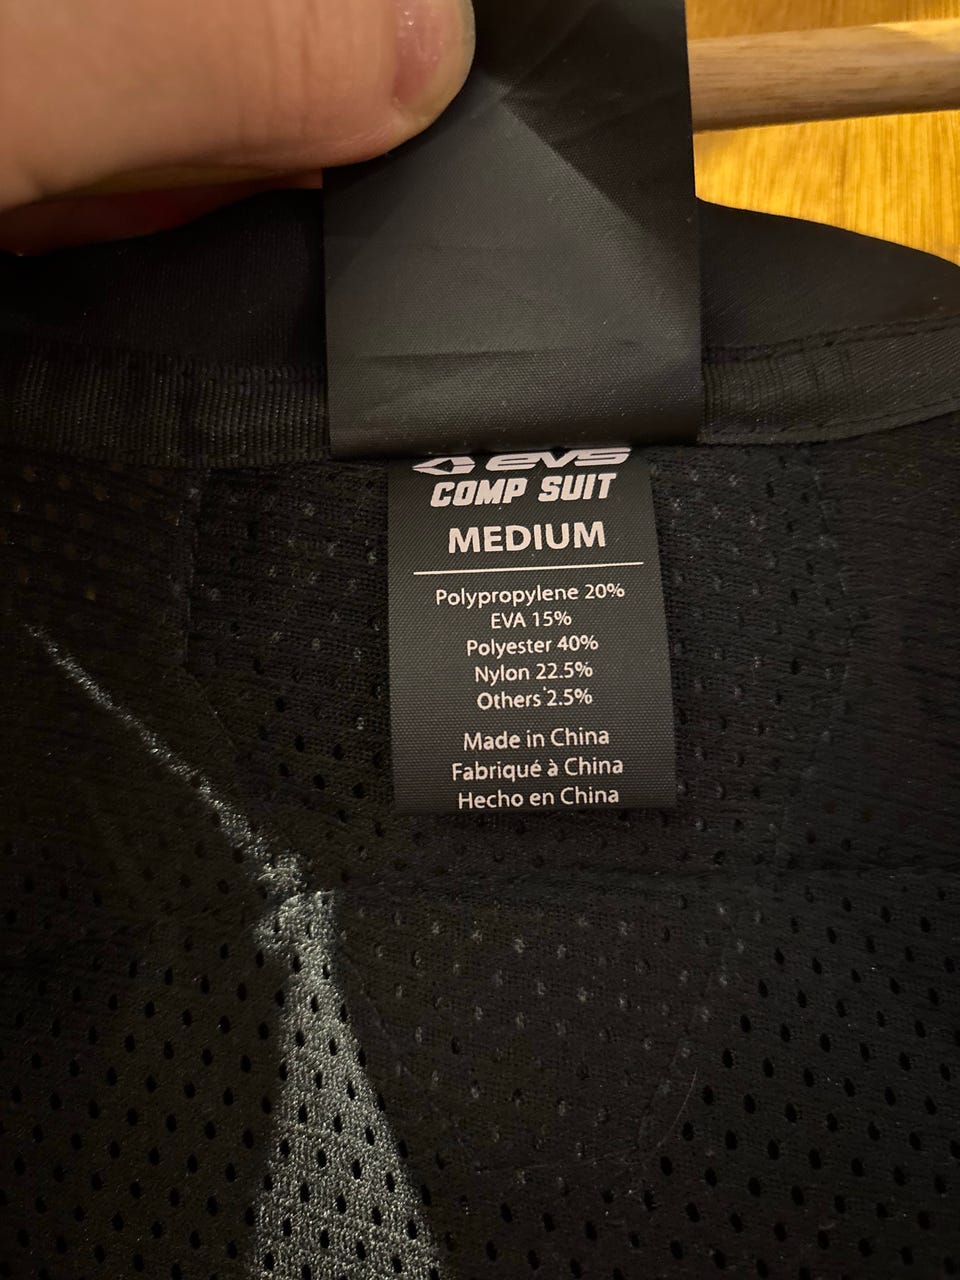 EVS
COMP SUIT
MEDIUM
Polypropylene 20%
EVA 15%
Polyester 40%
Nylon 22.5%
Others 2.5%
Made in China
Fabriqué à China
Hecho en China